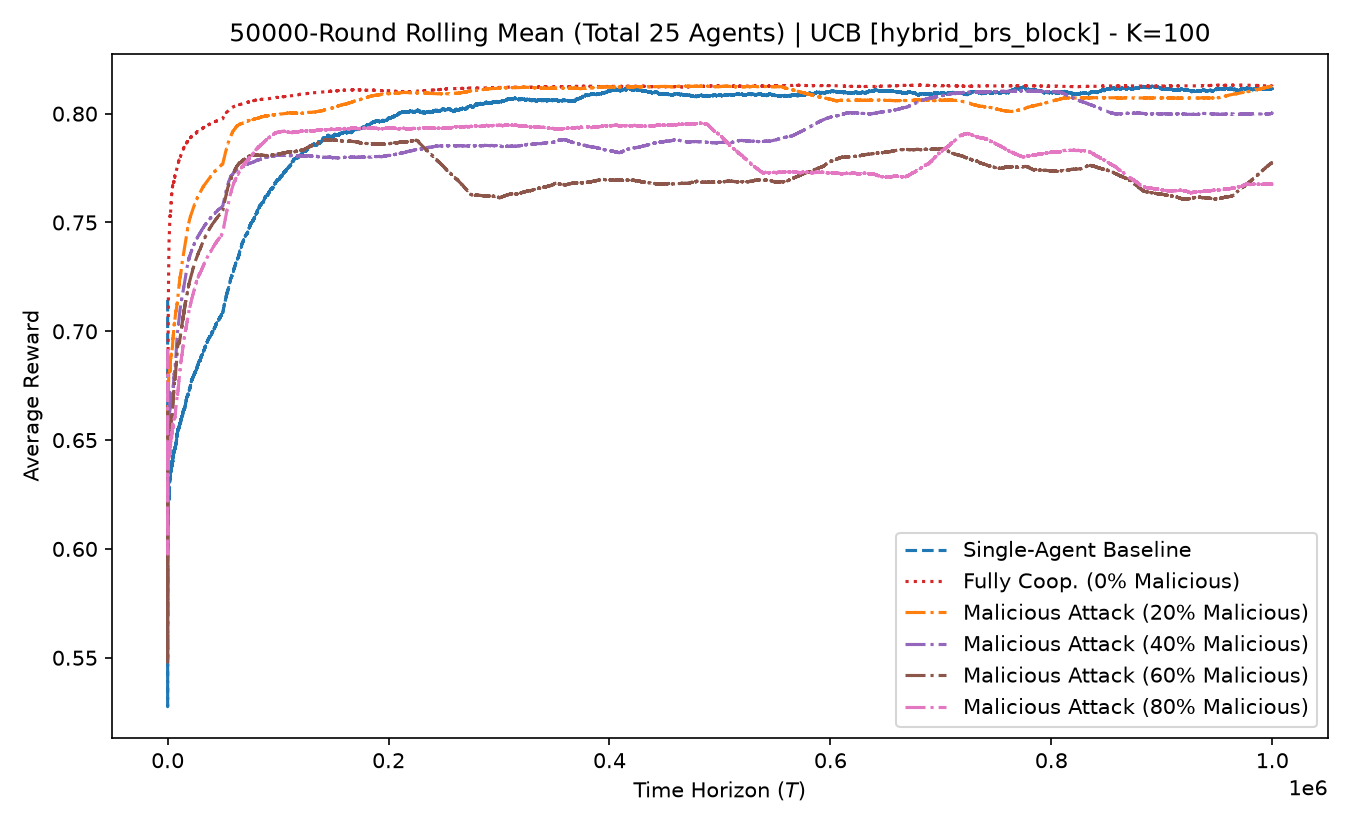 50000-Round Rolling Mean (Total 25 Agents) | UCB [hybrid_brs_block] - K=100
Average Reward
0.80
0.75
0.70
0.65
0.60
0.55
Single-Agent Baseline
Fully Coop. (0% Malicious)
Malicious Attack (20% Malicious)
Malicious Attack (40% Malicious)
Malicious Attack (60% Malicious)
Malicious Attack (80% Malicious)
0.0 0.2 0.4 0.6 0.8 1.0
1e6
Time Horizon (T)